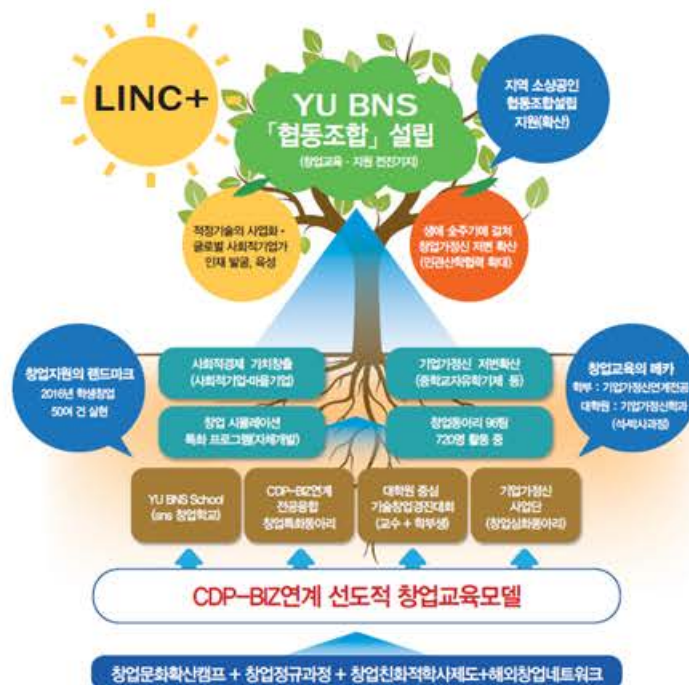 LINC+
YU BNS
「협동조합」 설립
(창업교육 · 지원 전진기지)
지역 소상공인
협동조합설립
지원(확산)
적정기술의 사업화 ·
글로벌 사회적기업가
인재 발굴, 육성
생애 全주기에 걸쳐
창업가정신 저변 확산
(민관산학협력 확대)
창업지원의 랜드마크
2016년 학생창업
50여 건 실현
사회적경제 가치창출
(사회적기업·마을기업)
기업가정신 저변확산
(중학교자유학기제 등)
창업교육의 메카
학부 : 기업가정신연계전공
대학원 : 기업가정신학과
(석·박사과정)
창업 시뮬레이션
특화 프로그램(자체개발)
창업동아리 96팀
720명 활동 중
YU BNS School
(sns 창업학교)
CDP-BIZ연계
전공융합
창업특화동아리
대학원 중심
기술창업경진대회
(교수 + 학부생)
기업가정신
사업단
(창업심화동아리)
CDP-BIZ연계 선도적 창업교육모델
창업문화확산캠프 + 창업정규과정 + 창업친화적학사제도+해외창업네트워크